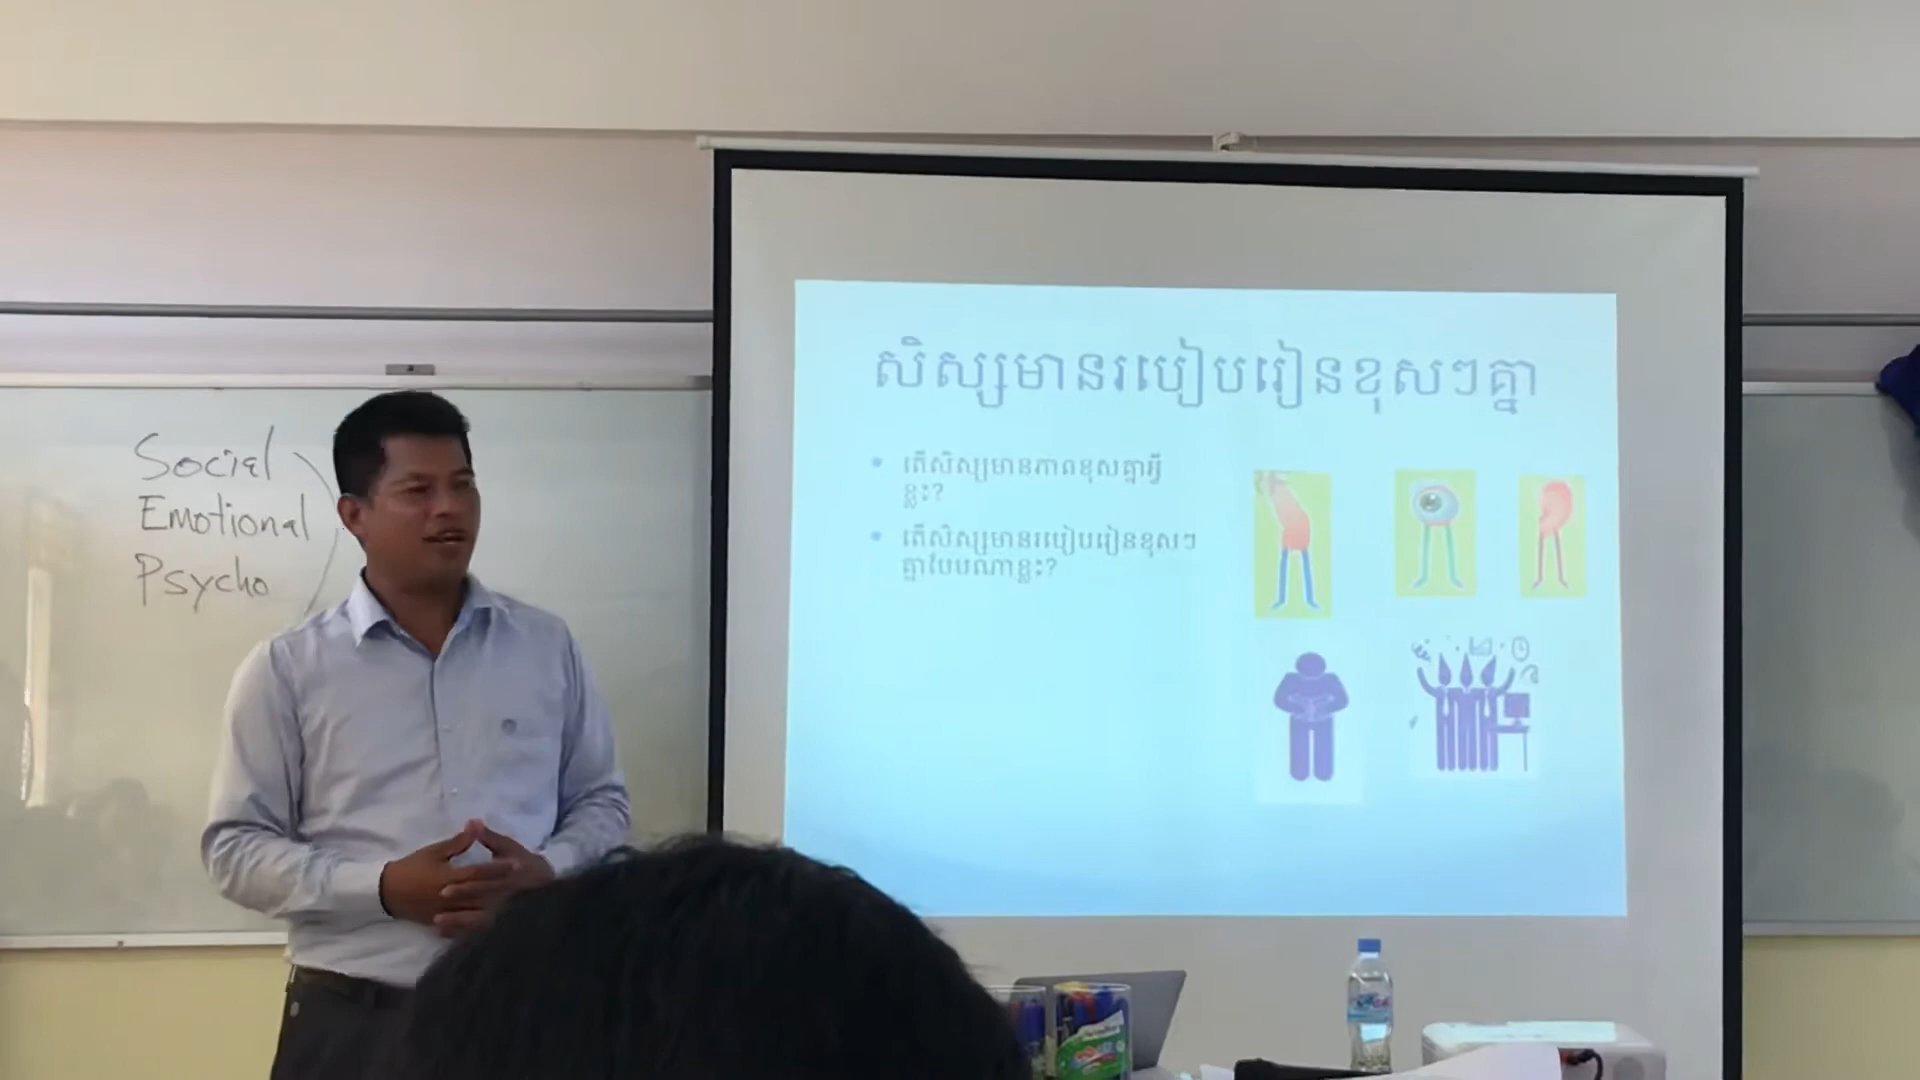 Social
Emotional
Psycho
សិស្សមានរបៀបរៀនខុសៗគ្នា
តើសិស្សមានភាពខុសគ្នាអ្វី
ខ្លះ?
តើសិស្សមានរបៀបរៀនខុសៗ
គ្នាបែបណាខ្លះ?